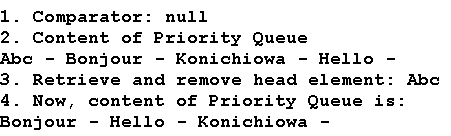 1. Comparator: null
2. Content of Priority Queue
Abc - Bonjour - Konichiowa - Hello -
3. Retrieve and remove head element: Abc
4. Now, content of Priority Queue is:
Bonjour - Hello - Konichiowa -